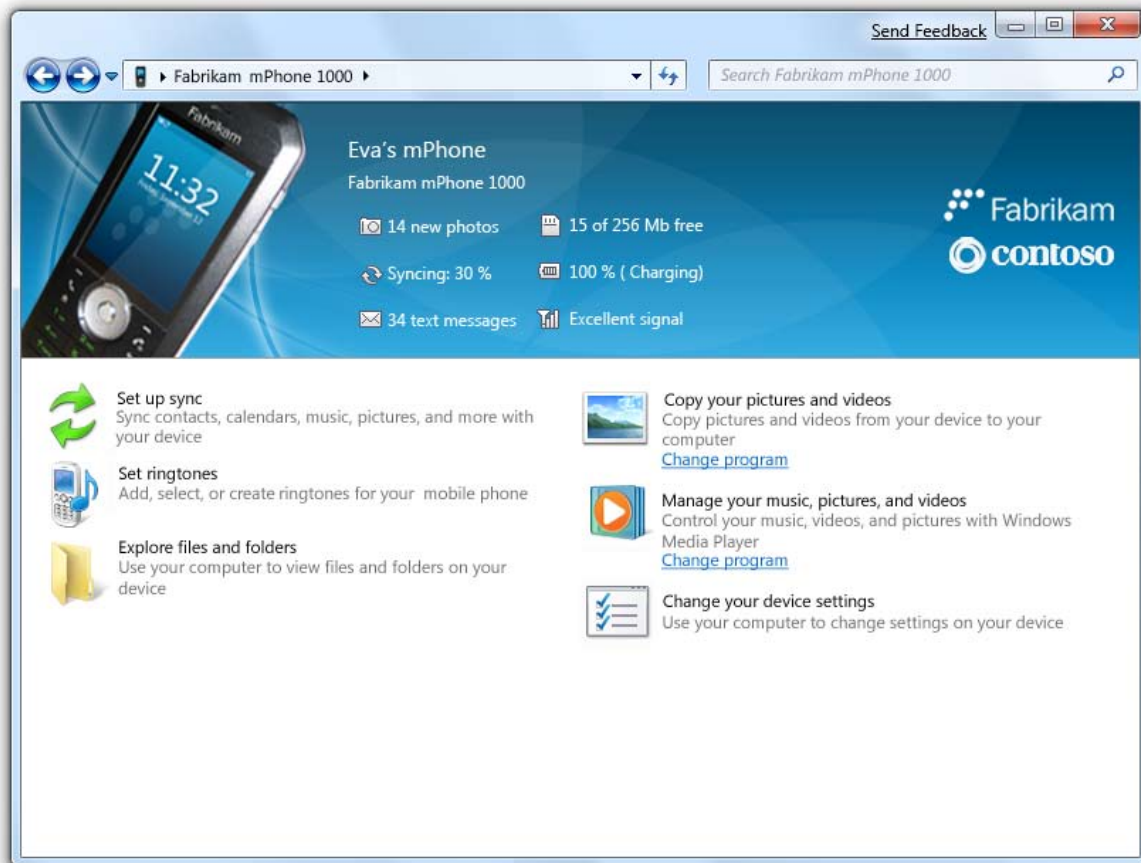 Send Feedback
Fabrikam mPhone 1000
Search Fabrikam mPhone 1000
Fabrikam
11:32
Eva's mPhone
Fabrikam mPhone 1000
14 new photos
15 of 256 Mb free
Syncing: 30 %
100 % ( Charging)
34 text messages
Excellent signal
Fabrikam
contoso
Set up sync
Sync contacts, calendars, music, pictures, and more with
your device
Set ringtones
Add, select, or create ringtones for your mobile phone
Explore files and folders
Use your computer to view files and folders on your
device
Copy your pictures and videos
Copy pictures and videos from your device to your
computer
Change program
Manage your music, pictures, and videos
Control your music, videos, and pictures with Windows
Media Player
Change program
Change your device settings
Use your computer to change settings on your device